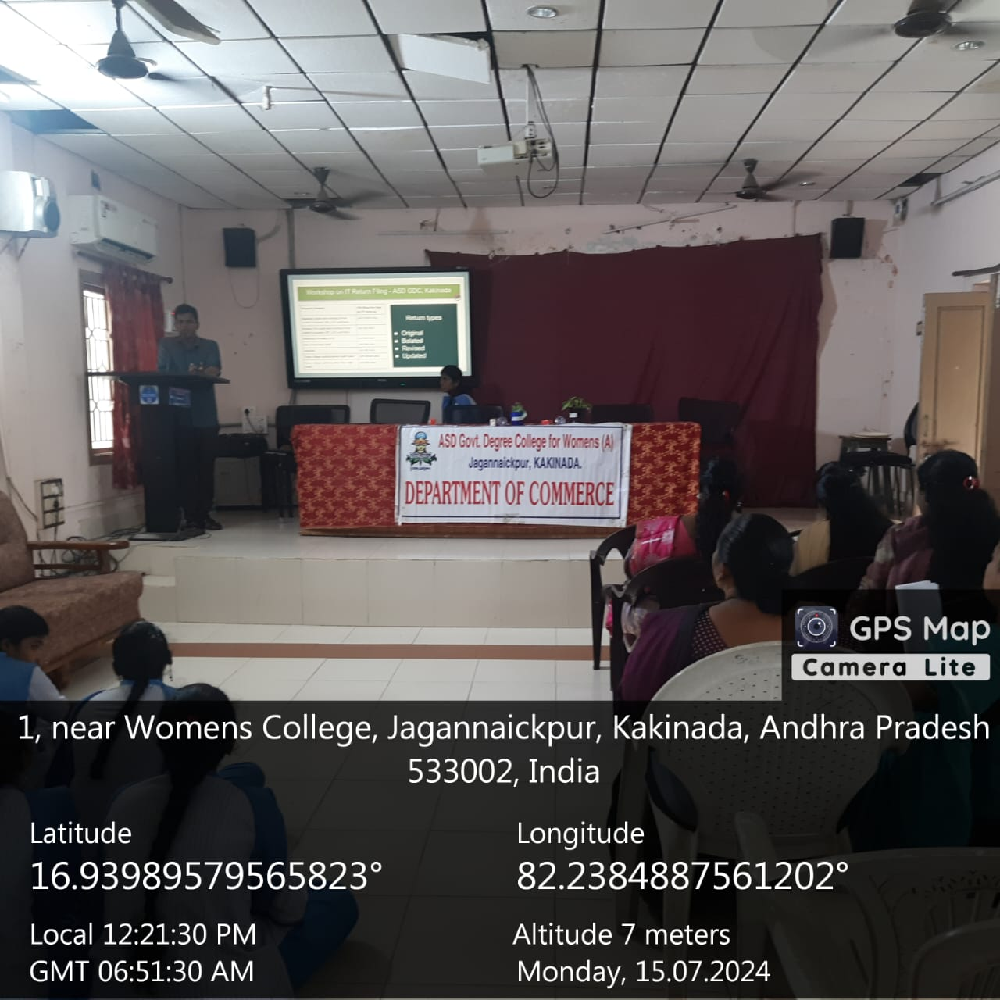 Workshop on IT Return Filing - ASD GDC, Kakinada
Return types
Original
Belated
Revised
Updated
ASD Govt. Degree College for Womens (A)
Jagannaickpur, KAKINADA.
DEPARTMENT OF COMMERCE
GPS Map
Camera Lite
1, near Womens College, Jagannaickpur, Kakinada, Andhra Pradesh
533002, India
Latitude
16.93989579565823°
Longitude
82.2384887561202°
Local 12:21:30 PM
GMT 06:51:30 AM
Altitude 7 meters
Monday, 15.07.2024